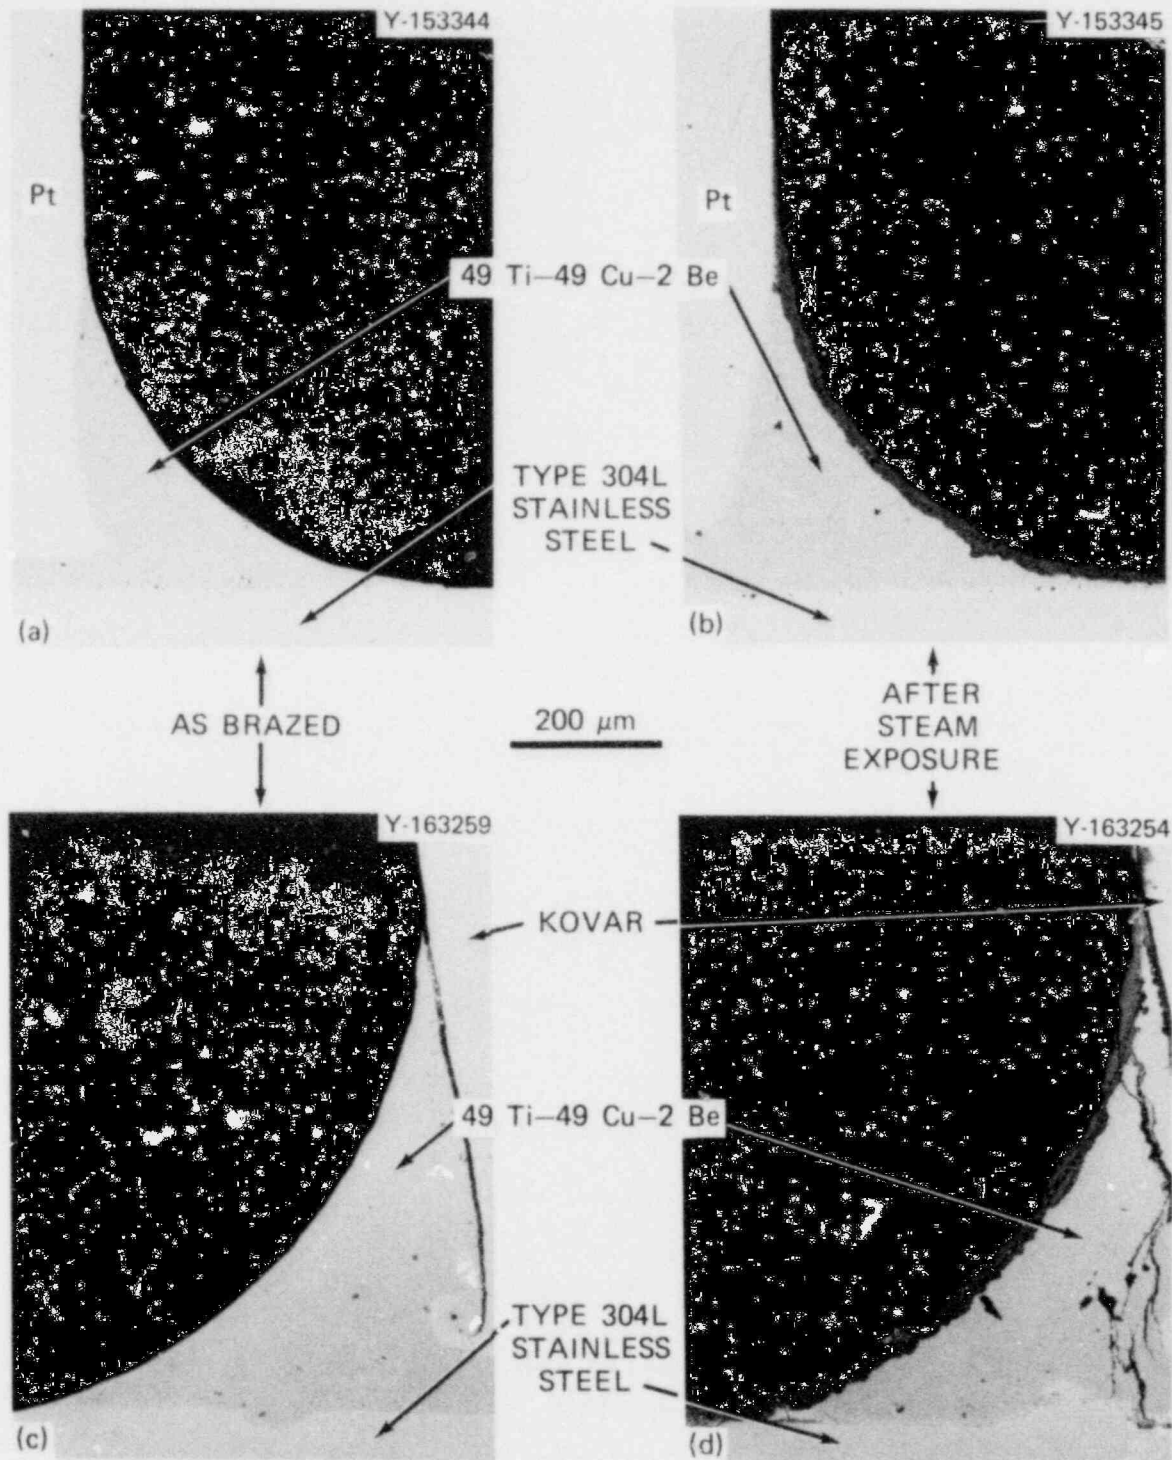 Y-153344
Y-153345
Pt
Pt
49 Ti–49 Cu–2 Be
TYPE 304L
STAINLESS
STEEL
(a)
(b)
AS BRAZED
200 μm
AFTER
STEAM
EXPOSURE
Y-163259
Y-163254
KOVAR
49 Ti–49 Cu–2 Be
TYPE 304L
STAINLESS
STEEL
(c)
(d)